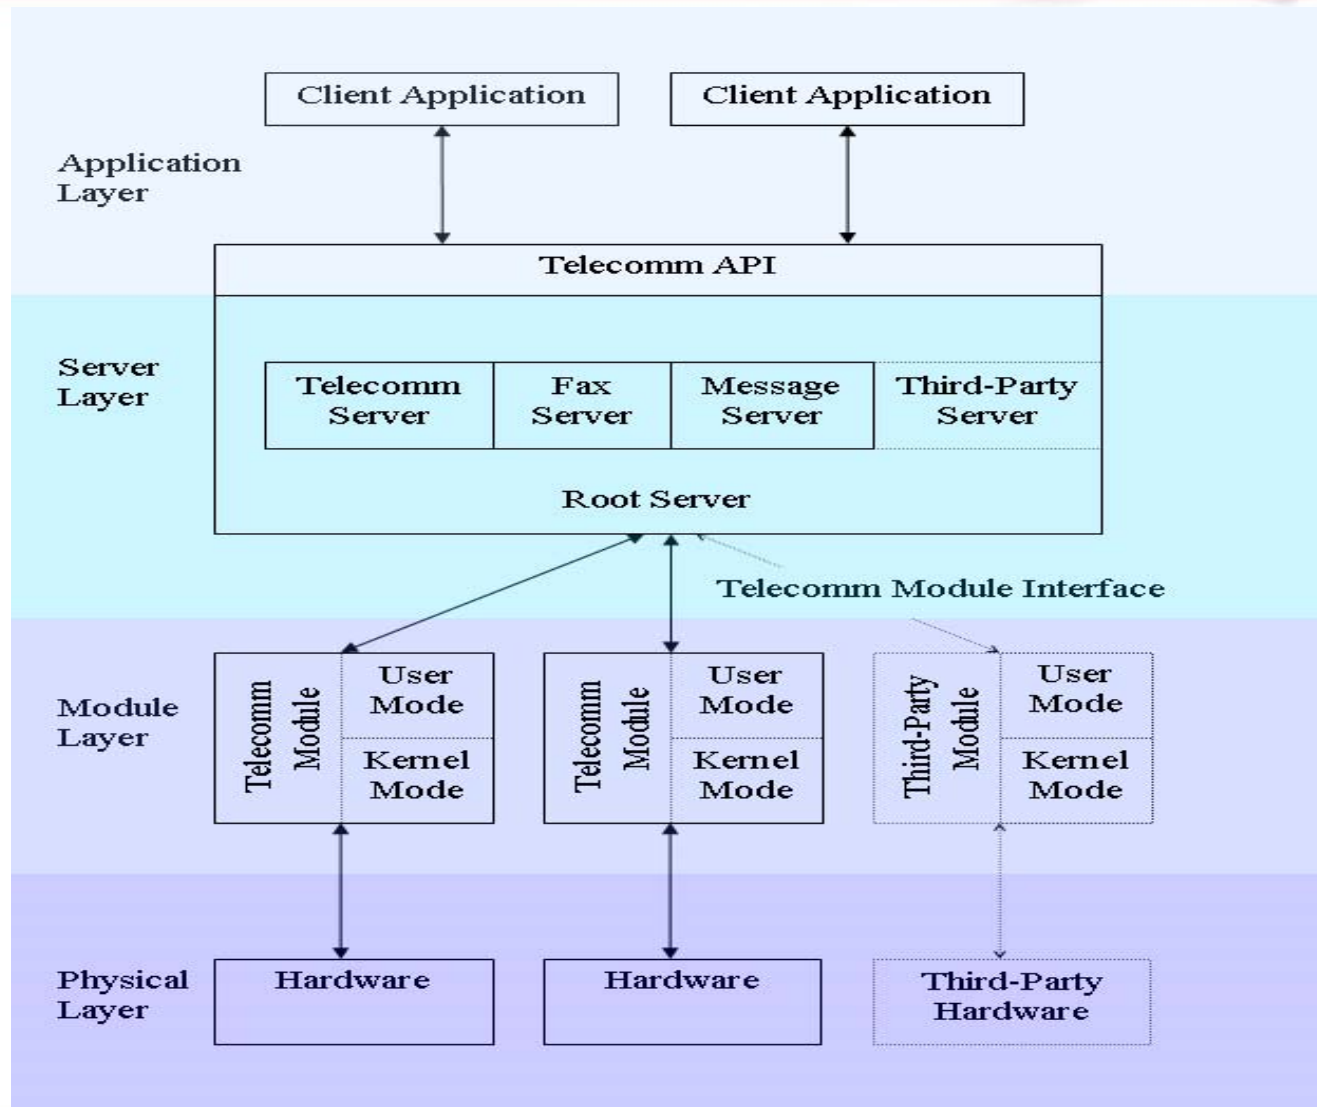 Client Application
Client Application
Application
Layer
Telecomm API
Server
Layer
Telecomm
Server
Fax
Server
Message
Server
Third-Party
Server
Root Server
Telecomm Module Interface
Module
Layer
Telecomm
Module
User
Mode
Kernel
Mode
Telecomm
Module
User
Mode
Kernel
Mode
Third-Party
Module
User
Mode
Kernel
Mode
Physical
Layer
Hardware
Hardware
Third-Party
Hardware